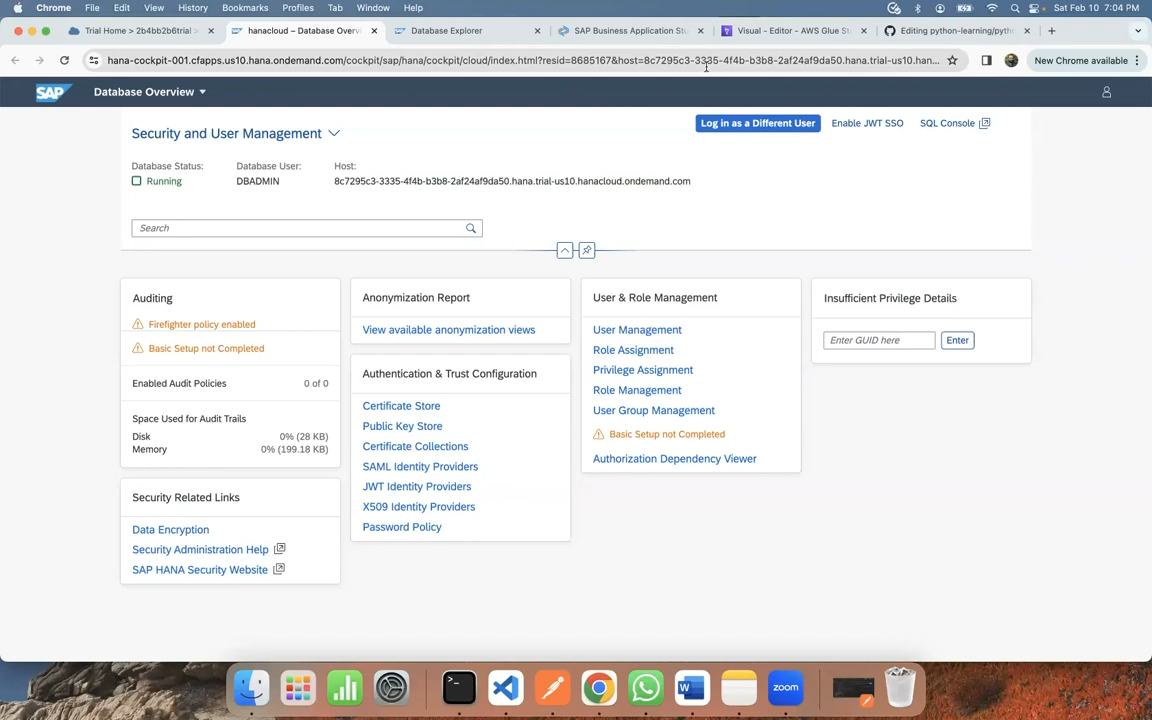 Chrome File Edit View History Bookmarks Profiles Tab Window Help Sat Feb 10 7:04 PM
Trial Home > 2b4bb2b6trial > hanacloud – Database Overvi Database Explorer SAP Business Application Stu Visual - Editor - AWS Glue St Editing python-learning/pyth
hana-cockpit-001.cfapps.us10.hana.ondemand.com/cockpit/sap/hana/cockpit/cloud/index.html?resid=8685167&host=8c7295c3-3335-4f4b-b3b8-2af24af9da50.hana.trial-us10.han... New Chrome available
SAP Database Overview
Security and User Management Log in as a Different User Enable JWT SSO SQL Console
Database Status: Database User: Host:
Running DBADMIN 8c7295c3-3335-4f4b-b3b8-2af24af9da50.hana.trial-us10.hanacloud.ondemand.com
Search
Auditing
Firefighter policy enabled
Basic Setup not Completed
Enabled Audit Policies 0 of 0
Space Used for Audit Trails
Disk 0% (28 KB)
Memory 0% (199.18 KB)
Security Related Links
Data Encryption
Security Administration Help
SAP HANA Security Website
Anonymization Report
View available anonymization views
Authentication & Trust Configuration
Certificate Store
Public Key Store
Certificate Collections
SAML Identity Providers
JWT Identity Providers
X509 Identity Providers
Password Policy
User & Role Management
User Management
Role Assignment
Privilege Assignment
Role Management
User Group Management
Basic Setup not Completed
Authorization Dependency Viewer
Insufficient Privilege Details
Enter GUID here Enter
zoom